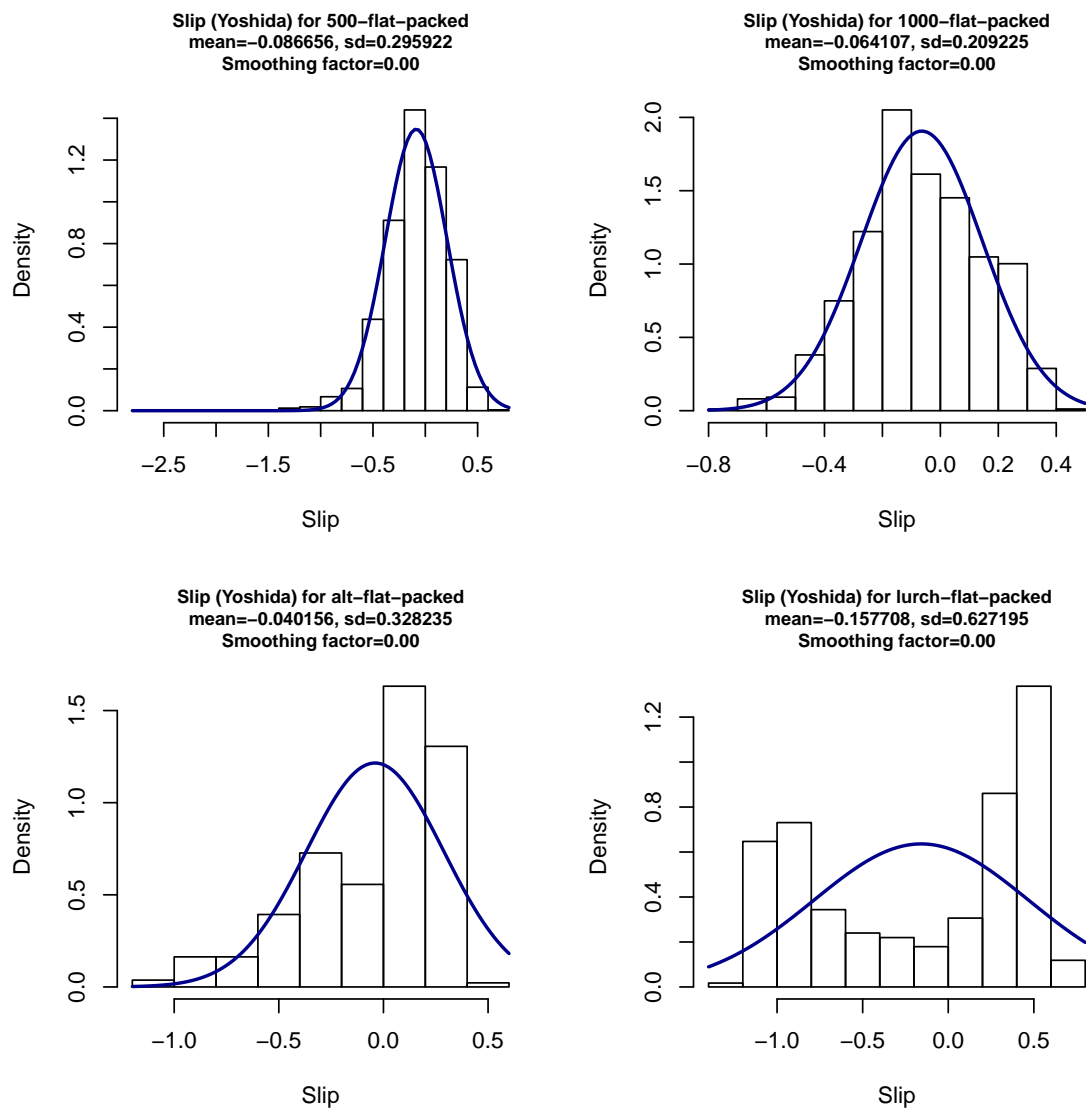 Slip (Yoshida) for 500−flat−packed
mean=−0.086656, sd=0.295922
Smoothing factor=0.00
Density
0.0 0.4 0.8 1.2
−2.5 −1.5 −0.5 0.5
Slip
Slip (Yoshida) for 1000−flat−packed
mean=−0.064107, sd=0.209225
Smoothing factor=0.00
Density
0.0 0.5 1.0 1.5 2.0
−0.8 −0.4 0.0 0.2 0.4
Slip
Slip (Yoshida) for alt−flat−packed
mean=−0.040156, sd=0.328235
Smoothing factor=0.00
Density
0.0 0.5 1.0 1.5
−1.0 −0.5 0.0 0.5
Slip
Slip (Yoshida) for lurch−flat−packed
mean=−0.157708, sd=0.627195
Smoothing factor=0.00
Density
0.0 0.4 0.8 1.2
−1.0 −0.5 0.0 0.5
Slip